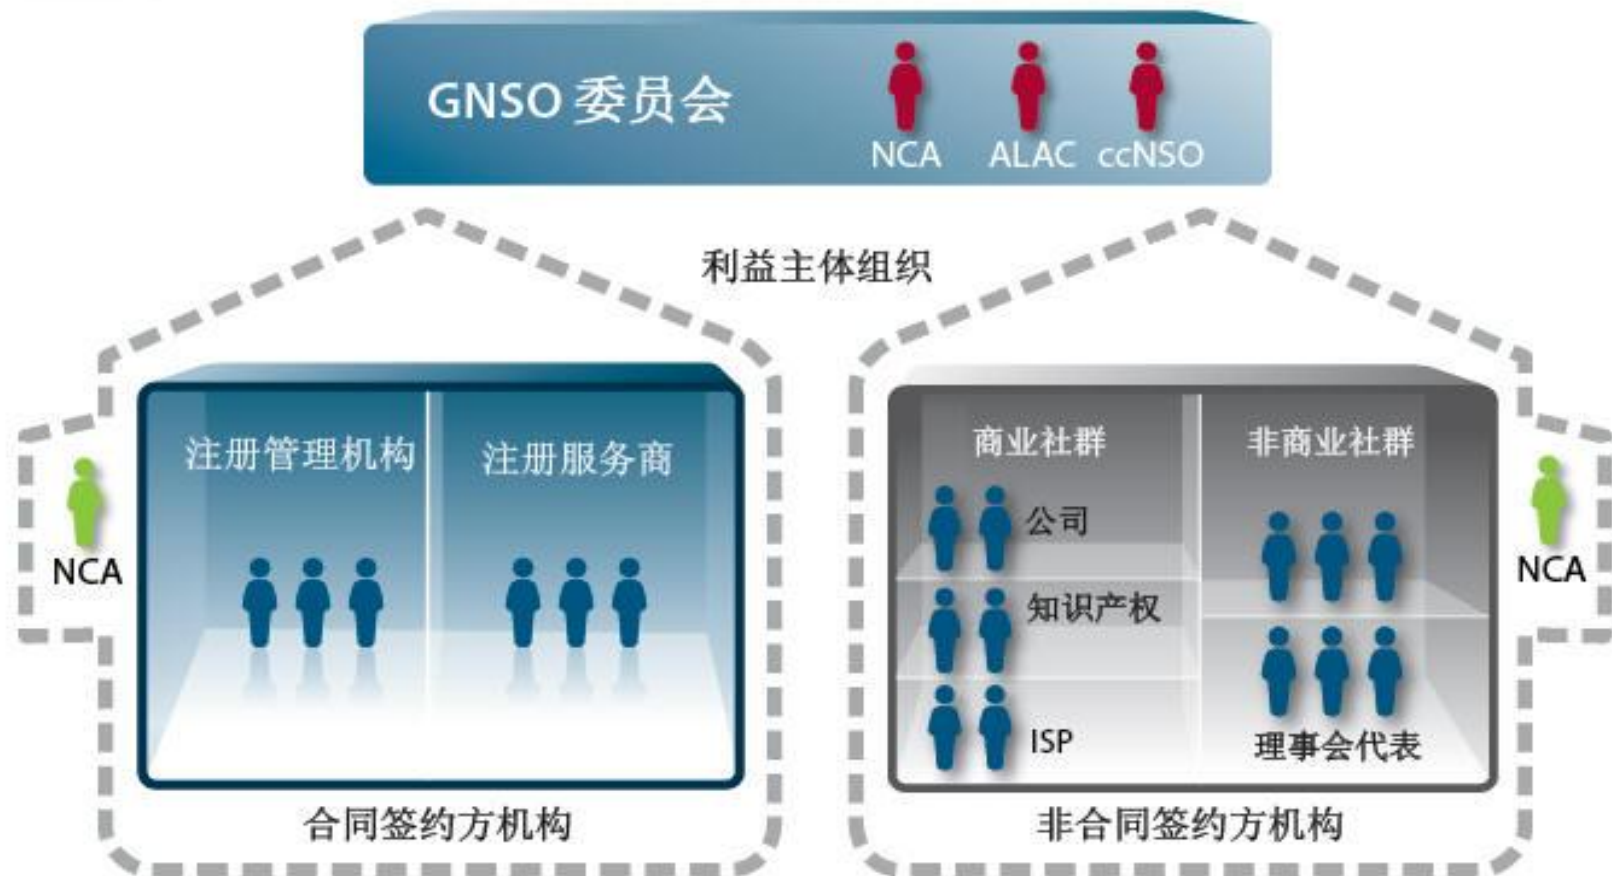 GNSO 委员会
NCA ALAC ccNSO
利益主体组织
注册管理机构
注册服务商
NCA
合同签约方机构
商业社群
非商业社群
公司
知识产权
ISP
理事会代表
NCA
非合同签约方机构